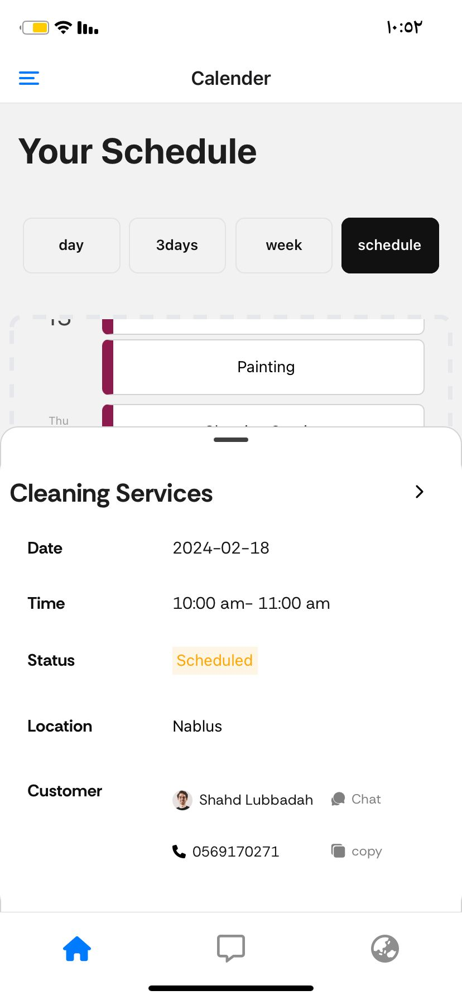 ١٠:٥٢
Calender
Your Schedule
day 3days week schedule
Painting
Thu
Cleaning Services
Date 2024-02-18
Time 10:00 am- 11:00 am
Status Scheduled
Location Nablus
Customer Shahd Lubbadah Chat
0569170271 copy